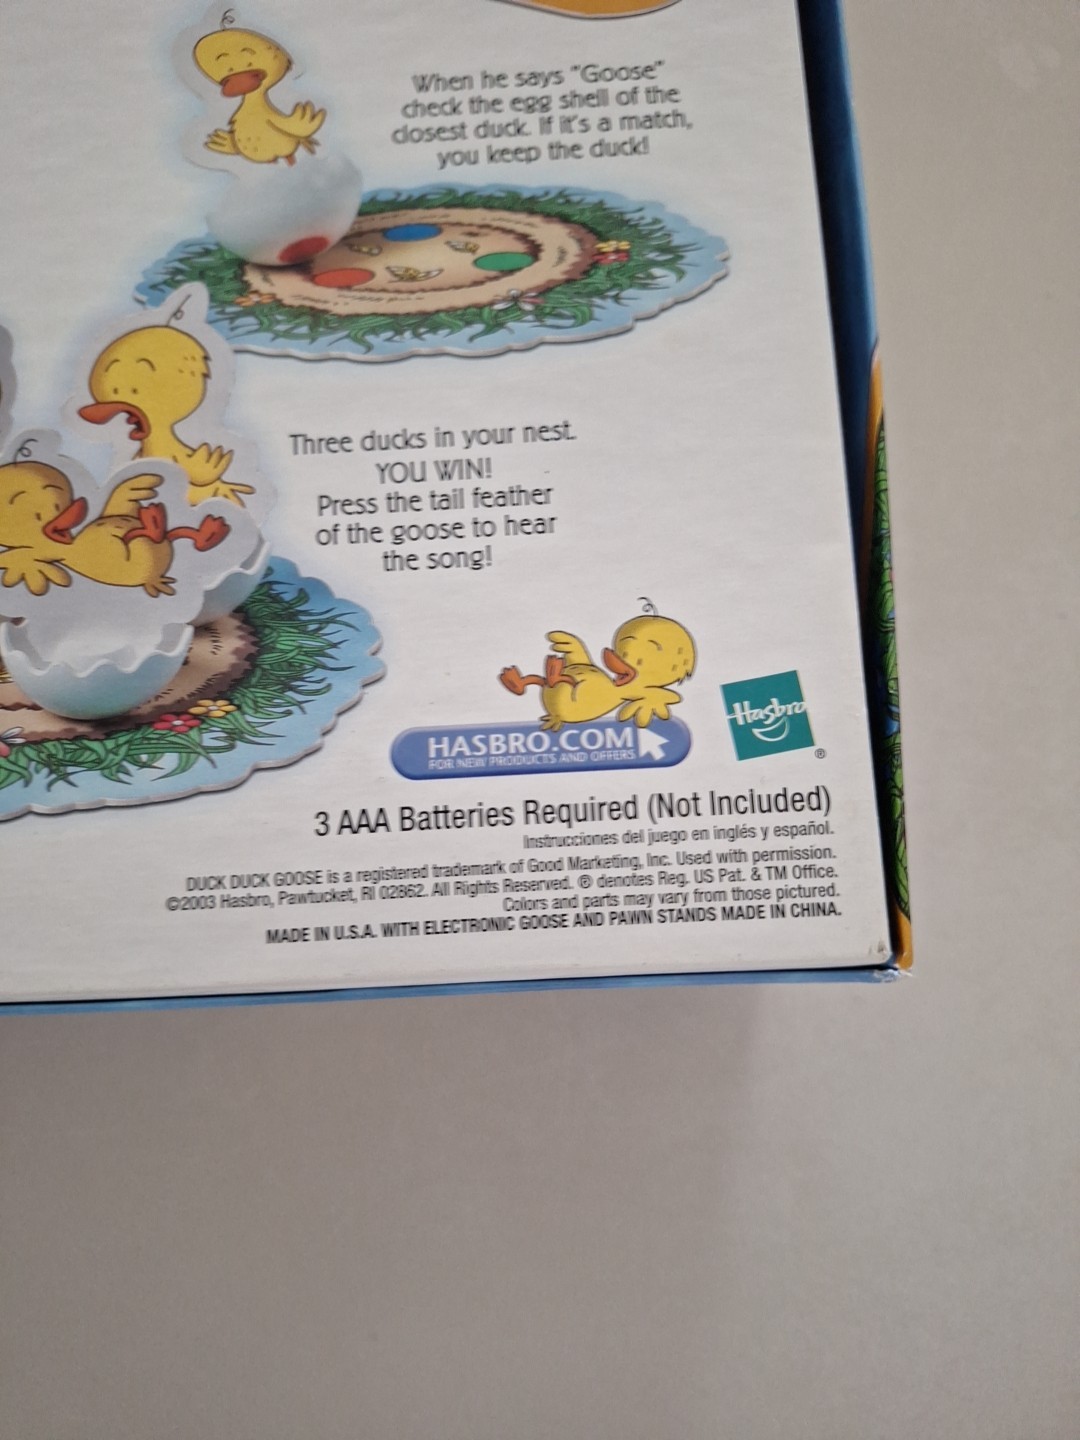 When he says "Goose"
check the egg shell of the
closest duck. If it's a match,
you keep the duck!
Three ducks in your nest.
YOU WIN!
Press the tail feather
of the goose to hear
the song!
HASBRO.COM
FOR NEW PRODUCTS AND OFFERS
Hasbro
®
3 AAA Batteries Required (Not Included)
Instrucciones del juego en inglés y español.
DUCK DUCK GOOSE is a registered trademark of Good Marketing, Inc. Used with permission.
©2003 Hasbro, Pawtucket, RI 02862. All Rights Reserved. ® denotes Reg. US Pat. & TM Office.
Colors and parts may vary from those pictured.
MADE IN U.S.A. WITH ELECTRONIC GOOSE AND PAWN STANDS MADE IN CHINA.